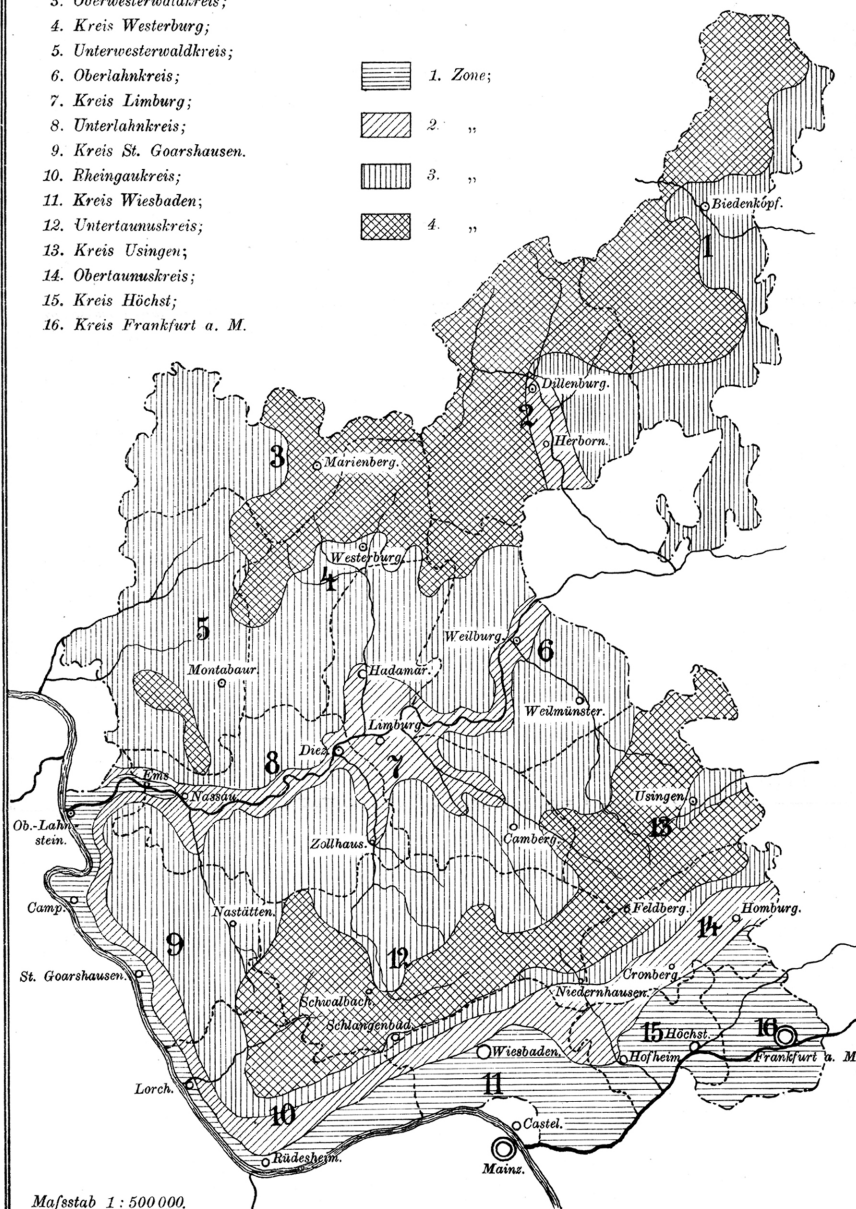 3. Oberwesterwaldkreis;
4. Kreis Westerburg;
5. Unterwesterwaldkreis;
6. Oberlahnkreis;
7. Kreis Limburg;
8. Unterlahnkreis;
9. Kreis St. Goarshausen.
10. Rheingaukreis;
11. Kreis Wiesbaden;
12. Untertaunuskreis;
13. Kreis Usingen;
14. Obertaunuskreis;
15. Kreis Höchst;
16. Kreis Frankfurt a. M.
1. Zone;
2. „
3. „
4. „
Biedenkopf.
1
Dillenburg.
2
Herborn.
3
Marienberg.
Westerburg.
4
5
Weilburg.
6
Montabaur.
Hadamar.
Weilmünster.
Limburg.
Diez.
7
8
Ems
Nassau.
Usingen.
13
Ob.-Lahn-
stein.
Zollhaus.
Camberg.
Camp.
Nastätten.
Feldberg.
Homburg.
14
9
12
St. Goarshausen.
Cronberg.
Schwalbach.
Niedernhausen.
Schlangenbad.
15
Höchst.
16
Wiesbaden.
Hofheim.
Frankfurt a. M.
Lorch.
11
10
Castel.
Rüdesheim.
Mainz.
Maſsstab 1 : 500 000.